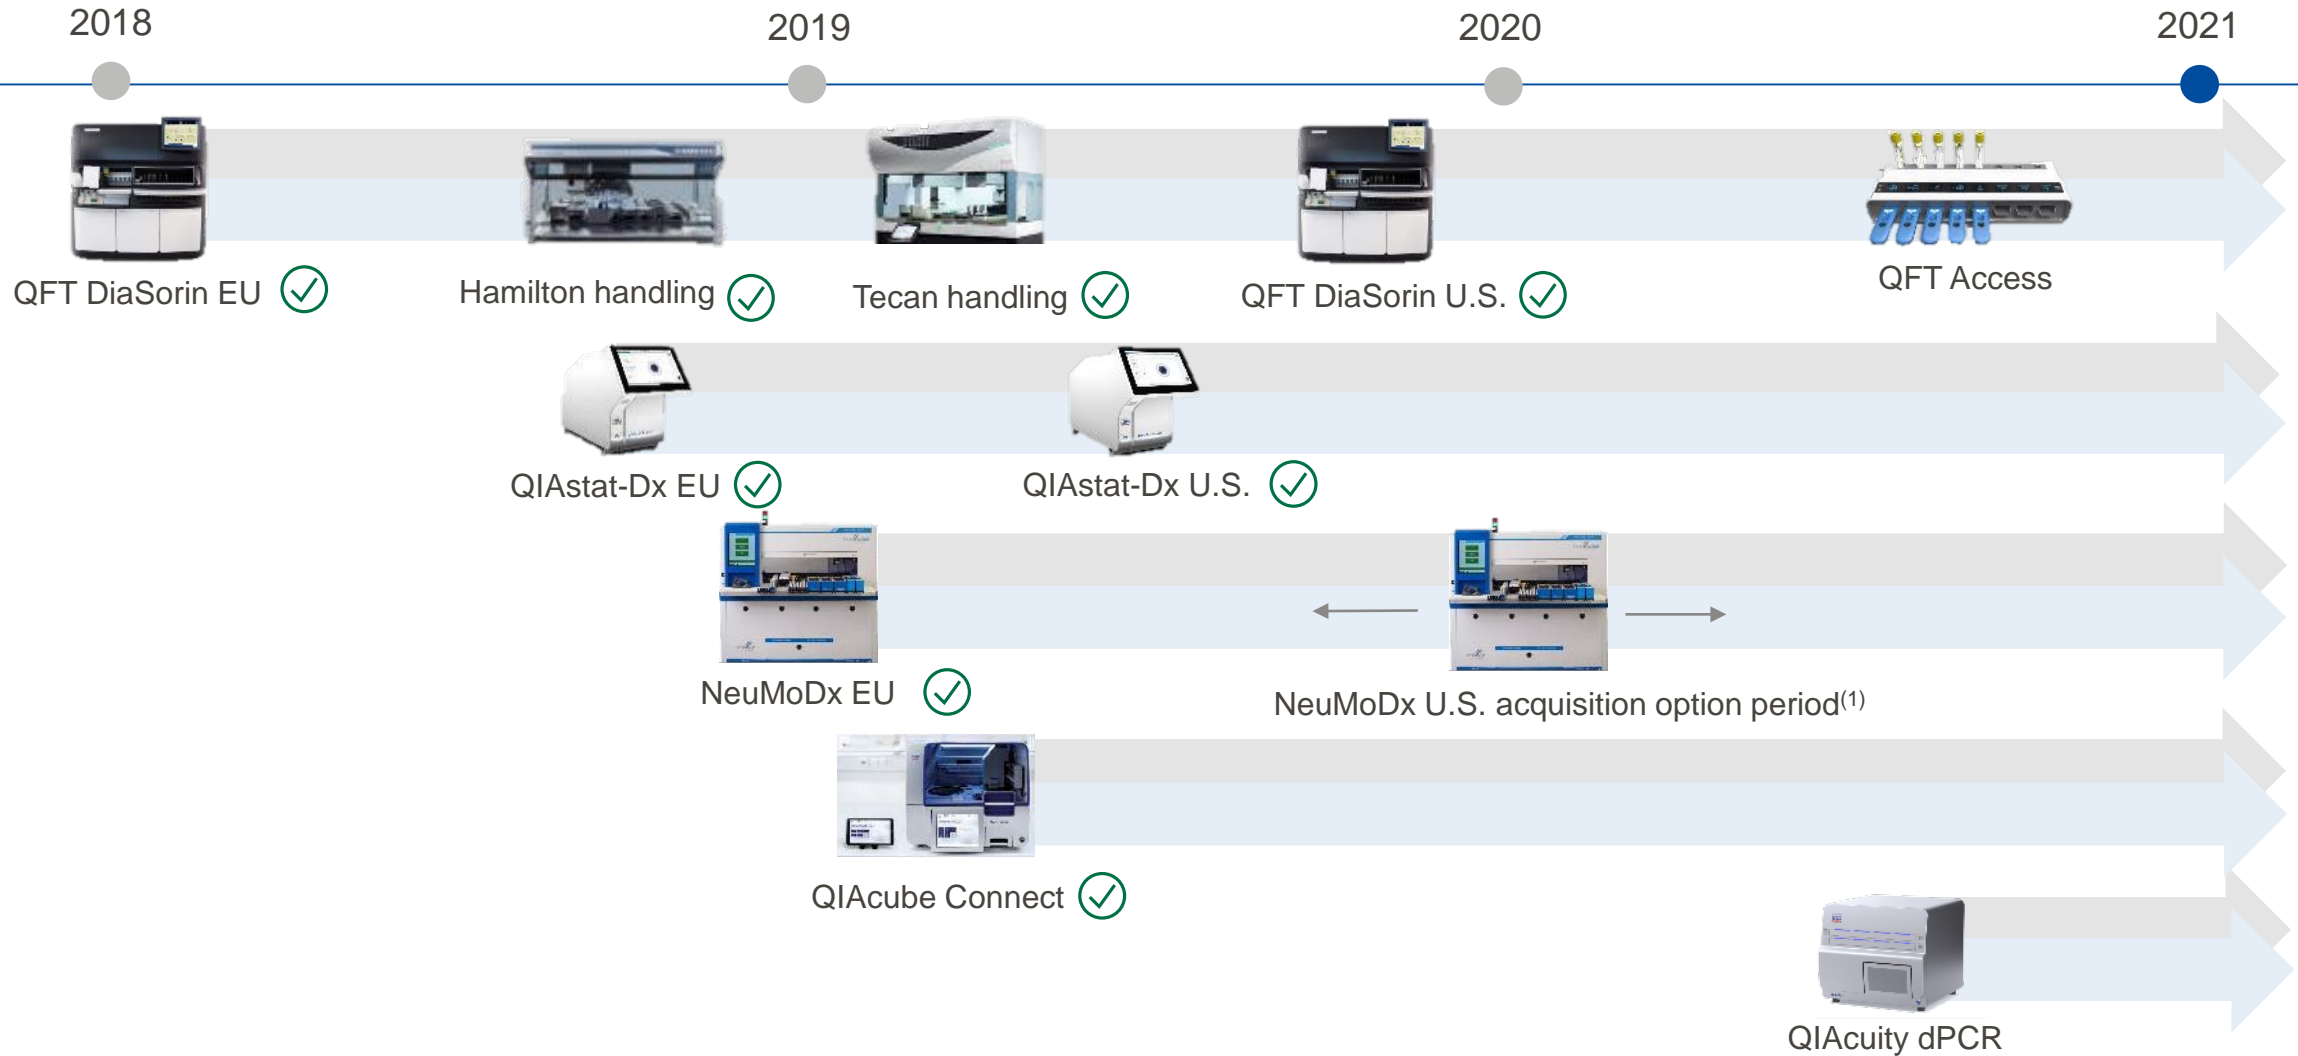 2018
2019
2020
2021
QFT DiaSorin EU
Hamilton handling
Tecan handling
QFT DiaSorin U.S.
QFT Access
QIAstat-Dx EU
QIAstat-Dx U.S.
NeuMoDx EU
NeuMoDx U.S. acquisition option period(1)
QIAcube Connect
QIAcuity dPCR